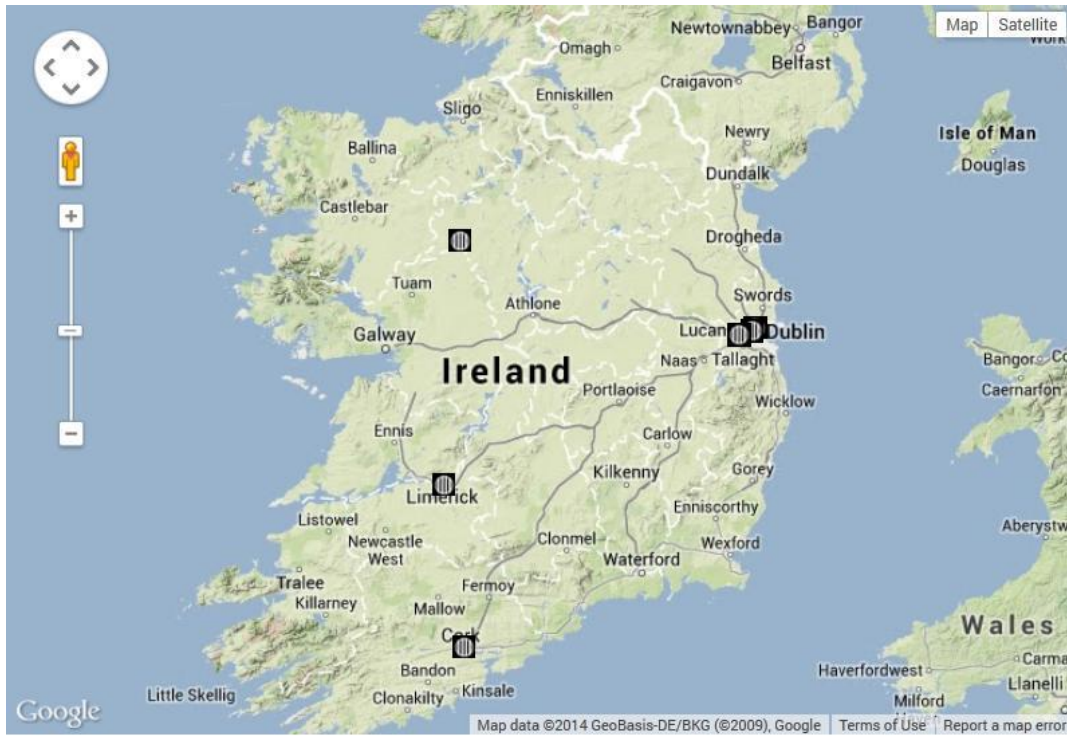 Map
Satellite
Newtownabbey
Bangor
Omagh
Belfast
Craigavon
Enniskillen
Sligo
Newry
Isle of Man
Douglas
Ballina
Dundalk
Castlebar
Drogheda
Tuam
Athlone
Swords
Galway
Lucan
Dublin
Naas
Tallaght
Bangor
Ireland
Portlaoise
Caernarfon
Wicklow
Ennis
Carlow
Kilkenny
Gorey
Limerick
Enniscorthy
Listowel
Newcastle
West
Clonmel
Wexford
Waterford
Tralee
Killarney
Fermoy
Mallow
Cork
Wales
Bandon
Haverfordwest
Little Skellig
Kinsale
Clonakilty
Llanelli
Milford
Google
Map data ©2014 GeoBasis-DE/BKG (©2009), Google
Terms of Use
Report a map error